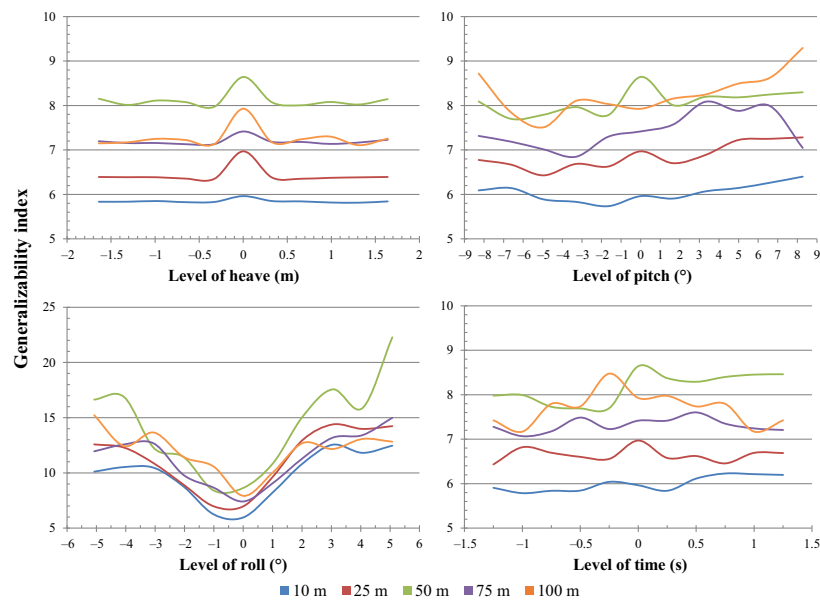 Generalizability index
10
9
8
7
6
5
−2 −1.5 −1 −0.5 0 0.5 1 1.5 2
Level of heave (m)
10
9
8
7
6
5
−9 −8 −7 −6 −5 −4 −3 −2 −1 0 1 2 3 4 5 6 7 8 9
Level of pitch (°)
25
20
15
10
5
−6 −5 −4 −3 −2 −1 0 1 2 3 4 5 6
Level of roll (°)
10
9
8
7
6
5
−1.5 −1 −0.5 0 0.5 1 1.5
Level of time (s)
10 m 25 m 50 m 75 m 100 m